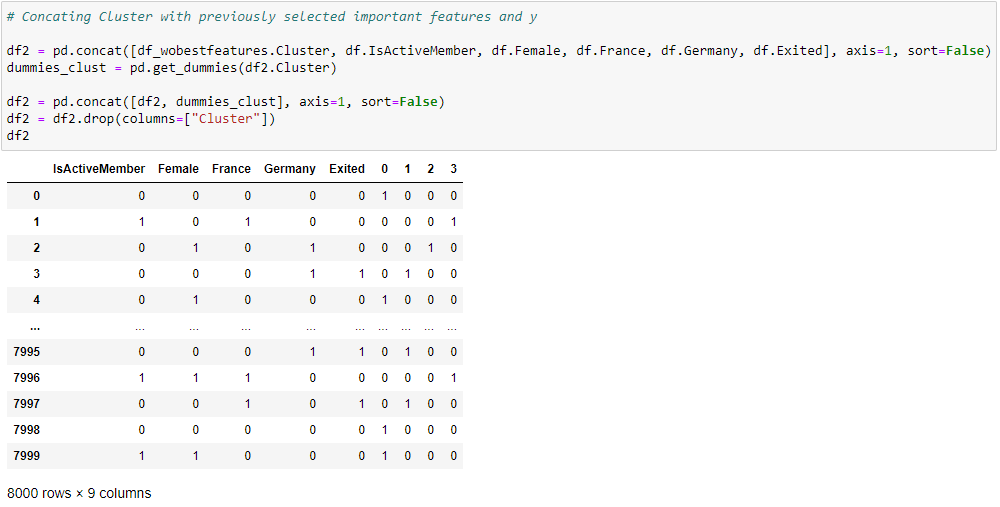 # Concating Cluster with previously selected important features and y
df2 = pd.concat([df_wobestfeatures.Cluster, df.IsActiveMember, df.Female, df.France, df.Germany, df.Exited], axis=1, sort=False)
dummies_clust = pd.get_dummies(df2.Cluster)
df2 = pd.concat([df2, dummies_clust], axis=1, sort=False)
df2 = df2.drop(columns=["Cluster"])
df2
IsActiveMember Female France Germany Exited 0 1 2 3
0 0 0 0 0 0 1 0 0 0
1 1 0 1 0 0 0 0 0 1
2 0 1 0 1 0 0 0 1 0
3 0 0 0 1 1 0 1 0 0
4 0 1 0 0 0 1 0 0 0
... ... ... ... ... ... ... ... ... ...
7995 0 0 0 1 1 0 1 0 0
7996 1 1 1 0 0 0 0 0 1
7997 0 0 1 0 1 0 1 0 0
7998 0 0 0 0 0 1 0 0 0
7999 1 1 0 0 0 1 0 0 0
8000 rows × 9 columns